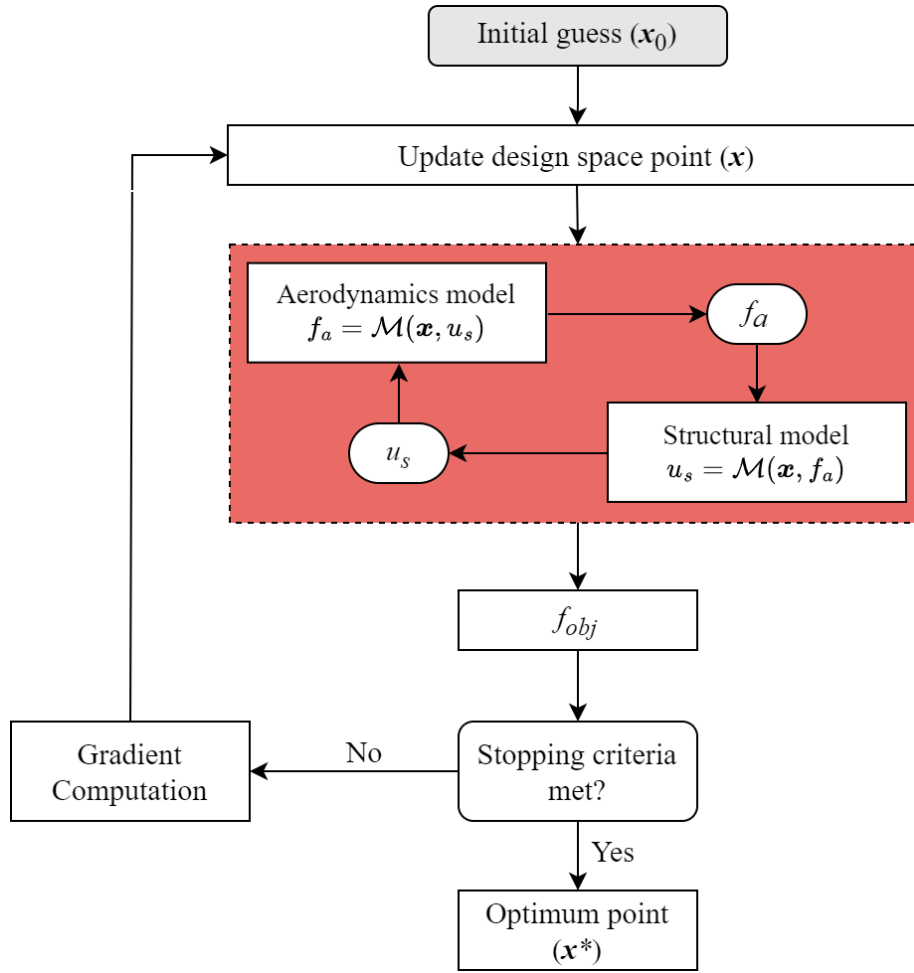 Initial guess (𝒙₀)
Update design space point (𝒙)
Aerodynamics model
fₐ = ℳ(𝒙, uₛ)
fₐ
Structural model
uₛ = ℳ(𝒙, fₐ)
uₛ
f_obj
Stopping criteria
met?
No
Gradient
Computation
Yes
Optimum point
(𝒙*)